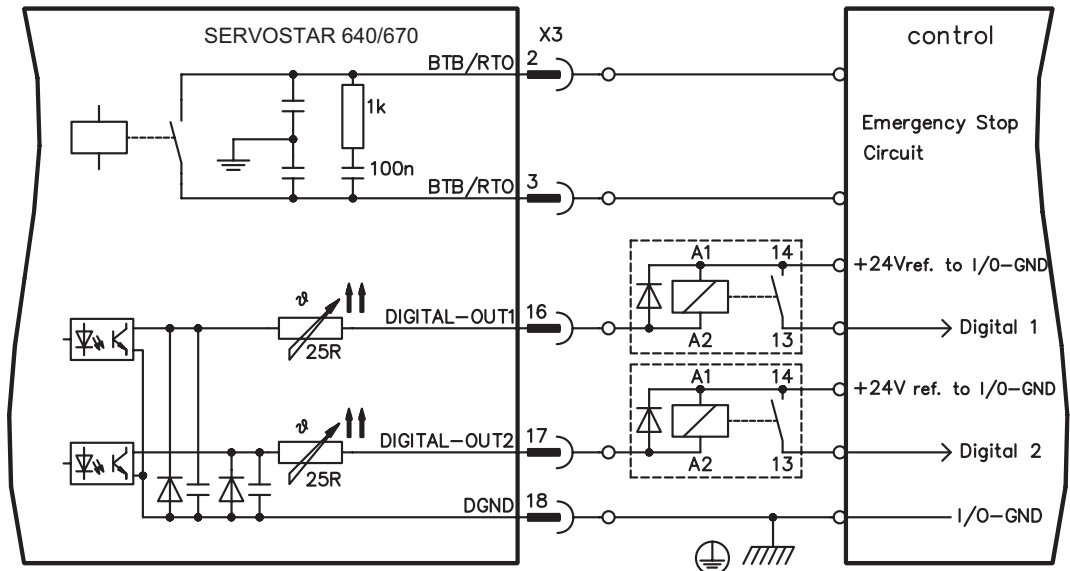 SERVOSTAR 640/670
X3
control
BTB/RTO
2
1k
Emergency Stop
Circuit
100n
BTB/RTO
3
A1
14
+24Vref. to I/O-GND
ϑ
DIGITAL-OUT1
16
Digital 1
25R
A2
13
A1
14
+24V ref. to I/O-GND
ϑ
DIGITAL-OUT2
17
Digital 2
25R
A2
13
DGND
18
I/O-GND